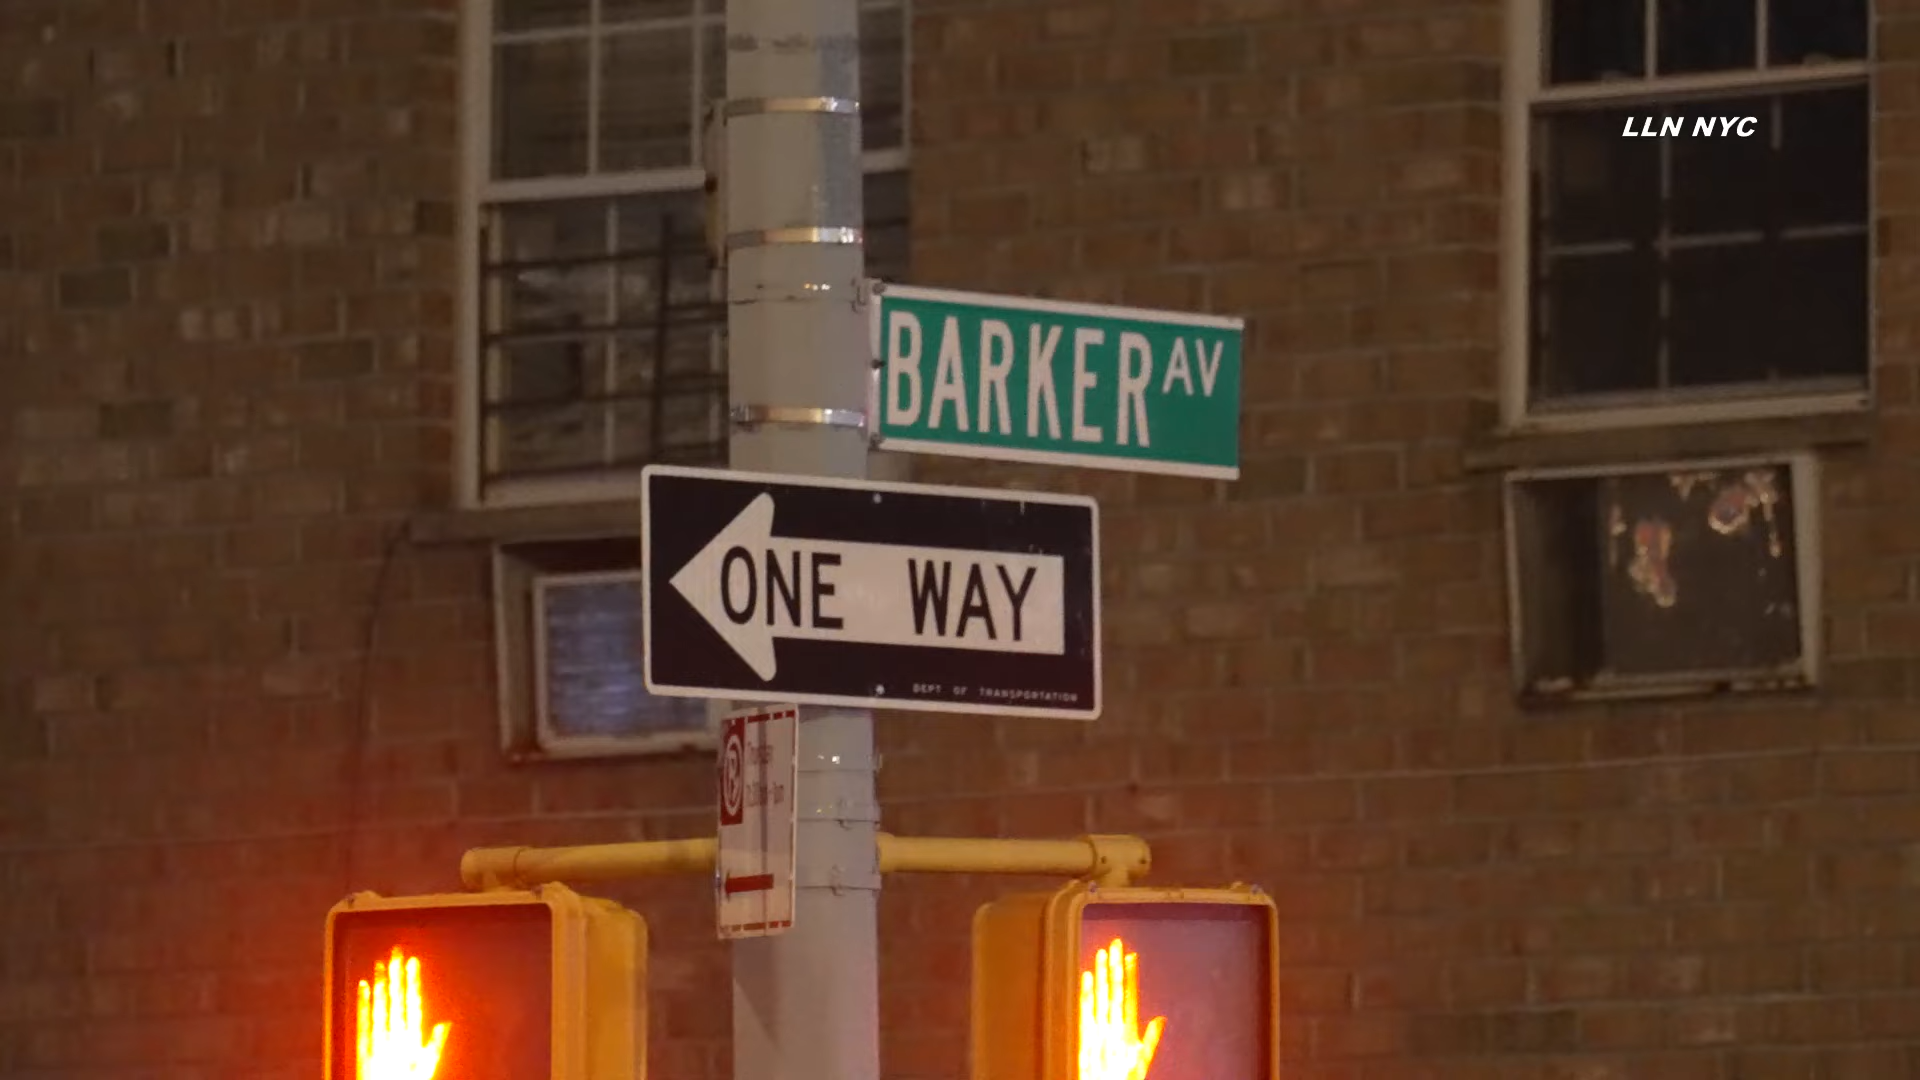 LLN NYC
BARKER AV
ONE WAY
DEPT OF TRANSPORTATION